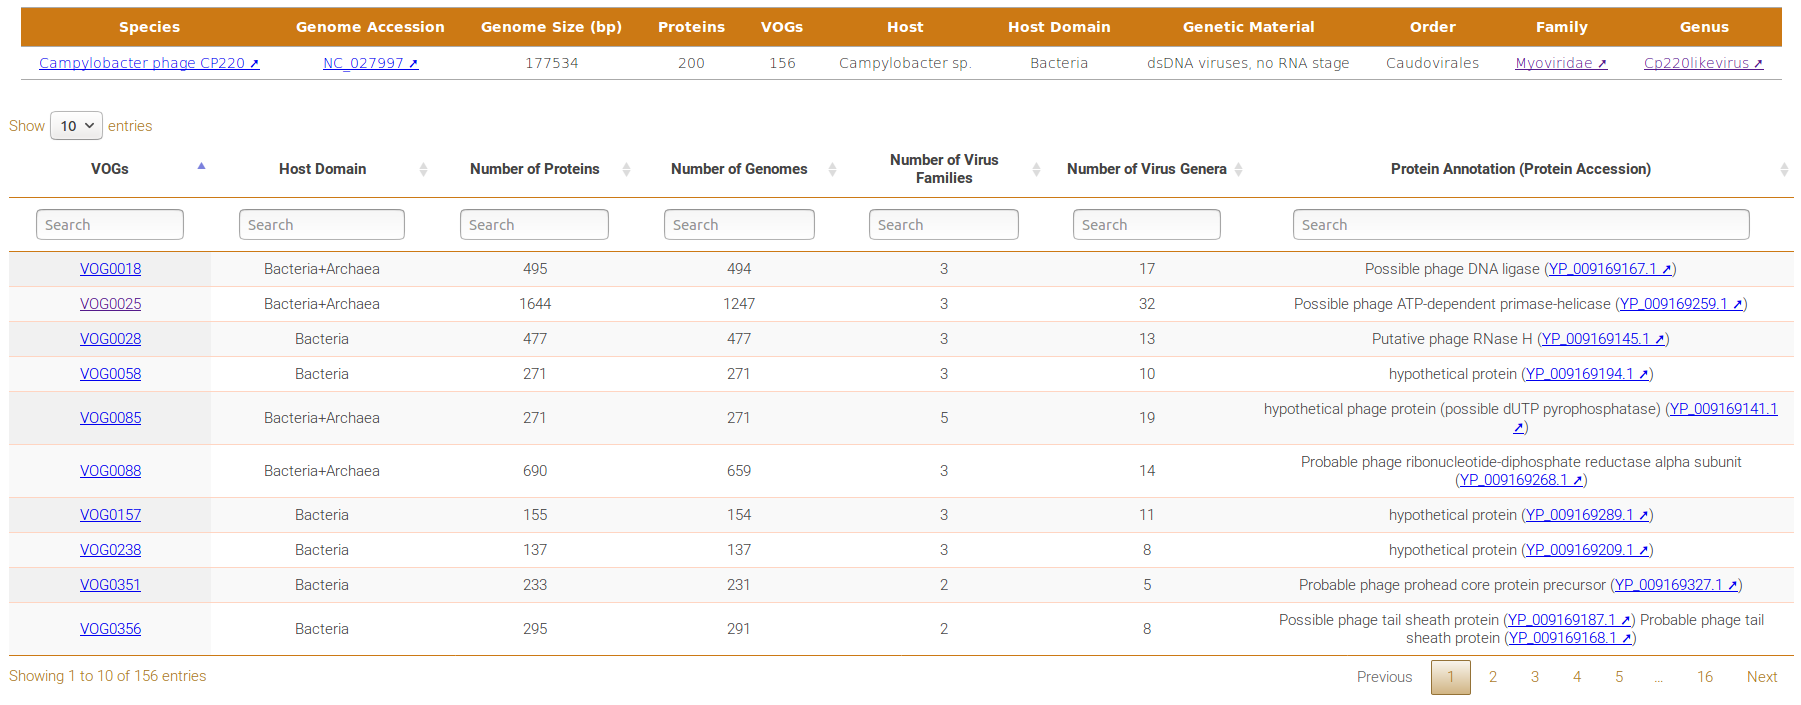 Species Genome Accession Genome Size (bp) Proteins VOGs Host Host Domain Genetic Material Order Family Genus
Campylobacter phage CP220 ↗ NC_027997 ↗ 177534 200 156 Campylobacter sp. Bacteria dsDNA viruses, no RNA stage Caudovirales Myoviridae ↗ Cp220likevirus ↗
Show 10 entries
VOGs Host Domain Number of Proteins Number of Genomes Number of Virus Families Number of Virus Genera Protein Annotation (Protein Accession)
Search Search Search Search Search Search Search
VOG0018 Bacteria+Archaea 495 494 3 17 Possible phage DNA ligase (YP_009169167.1 ↗)
VOG0025 Bacteria+Archaea 1644 1247 3 32 Possible phage ATP-dependent primase-helicase (YP_009169259.1 ↗)
VOG0028 Bacteria 477 477 3 13 Putative phage RNase H (YP_009169145.1 ↗)
VOG0058 Bacteria 271 271 3 10 hypothetical protein (YP_009169194.1 ↗)
VOG0085 Bacteria+Archaea 271 271 5 19 hypothetical phage protein (possible dUTP pyrophosphatase) (YP_009169141.1
↗)
VOG0088 Bacteria+Archaea 690 659 3 14 Probable phage ribonucleotide-diphosphate reductase alpha subunit
(YP_009169268.1 ↗)
VOG0157 Bacteria 155 154 3 11 hypothetical protein (YP_009169289.1 ↗)
VOG0238 Bacteria 137 137 3 8 hypothetical protein (YP_009169209.1 ↗)
VOG0351 Bacteria 233 231 2 5 Probable phage prohead core protein precursor (YP_009169327.1 ↗)
VOG0356 Bacteria 295 291 2 8 Possible phage tail sheath protein (YP_009169187.1 ↗) Probable phage tail
sheath protein (YP_009169168.1 ↗)
Showing 1 to 10 of 156 entries Previous 1 2 3 4 5 … 16 Next